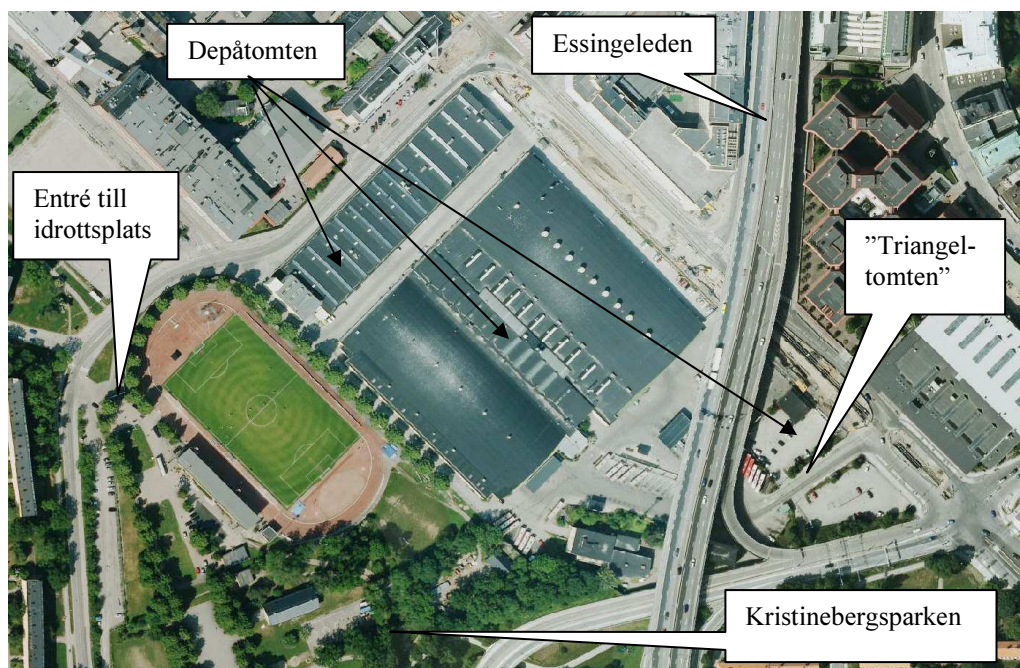 Depåtomten
Essingeleden
Entré till
idrottsplats
”Triangel-
tomten”
Kristinebergsparken